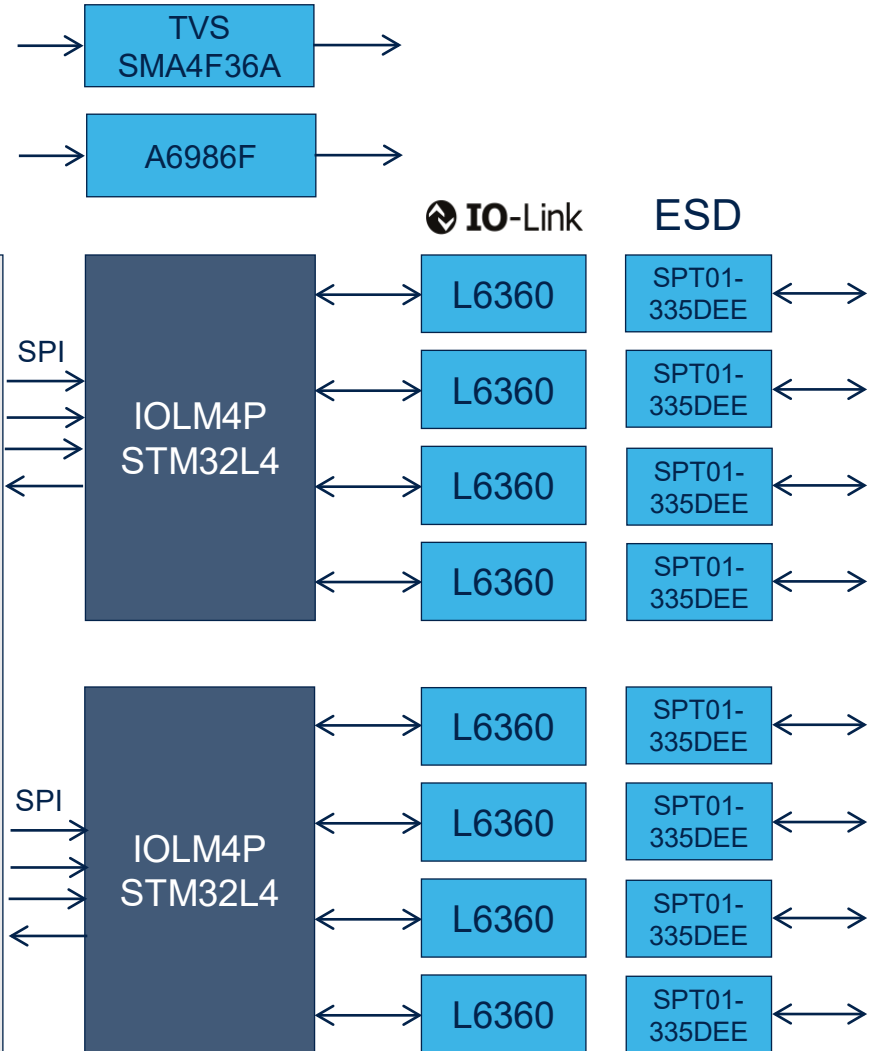 TVS
SMA4F36A
A6986F
IO-Link
ESD
SPI
IOLM4P
STM32L4
L6360
SPT01-
335DEE
L6360
SPT01-
335DEE
L6360
SPT01-
335DEE
L6360
SPT01-
335DEE
SPI
IOLM4P
STM32L4
L6360
SPT01-
335DEE
L6360
SPT01-
335DEE
L6360
SPT01-
335DEE
L6360
SPT01-
335DEE